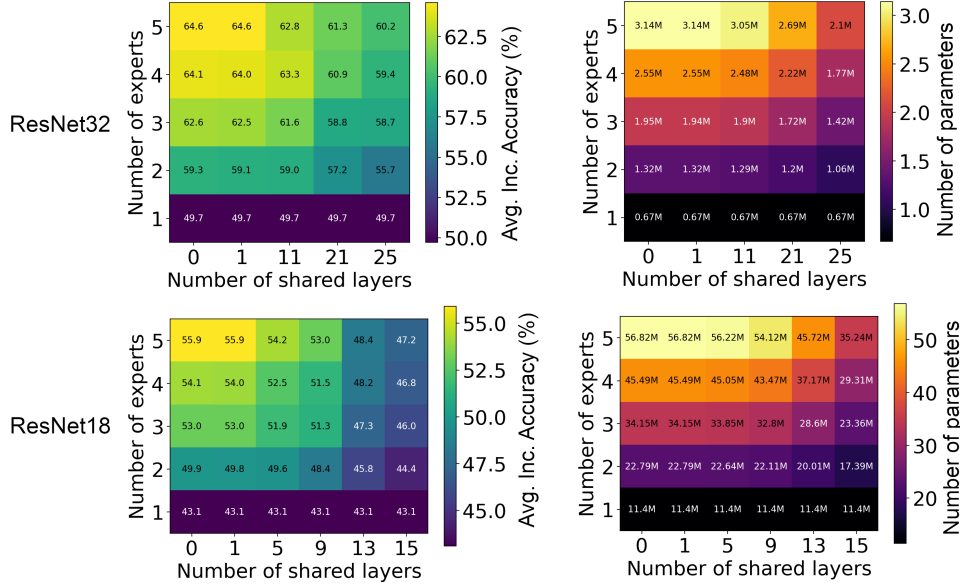 ResNet32
Number of experts
5 64.6 64.6 62.8 61.3 60.2
4 64.1 64.0 63.3 60.9 59.4
3 62.6 62.5 61.6 58.8 58.7
2 59.3 59.1 59.0 57.2 55.7
1 49.7 49.7 49.7 49.7 49.7
0 1 11 21 25
Number of shared layers
62.5
60.0
57.5
55.0
52.5
50.0
Avg. Inc. Accuracy (%)
Number of experts
5 3.14M 3.14M 3.05M 2.69M 2.1M
4 2.55M 2.55M 2.48M 2.22M 1.77M
3 1.95M 1.94M 1.9M 1.72M 1.42M
2 1.32M 1.32M 1.29M 1.2M 1.06M
1 0.67M 0.67M 0.67M 0.67M 0.67M
0 1 11 21 25
Number of shared layers
3.0
2.5
2.0
1.5
1.0
Number of parameters
ResNet18
Number of experts
5 55.9 55.9 54.2 53.0 48.4 47.2
4 54.1 54.0 52.5 51.5 48.2 46.8
3 53.0 53.0 51.9 51.3 47.3 46.0
2 49.9 49.8 49.6 48.4 45.8 44.4
1 43.1 43.1 43.1 43.1 43.1 43.1
0 1 5 9 13 15
Number of shared layers
55.0
52.5
50.0
47.5
45.0
Avg. Inc. Accuracy (%)
Number of experts
5 56.82M 56.82M 56.22M 54.12M 45.72M 35.24M
4 45.49M 45.49M 45.05M 43.47M 37.17M 29.31M
3 34.15M 34.15M 33.85M 32.8M 28.6M 23.36M
2 22.79M 22.79M 22.64M 22.11M 20.01M 17.39M
1 11.4M 11.4M 11.4M 11.4M 11.4M 11.4M
0 1 5 9 13 15
Number of shared layers
50
40
30
20
Number of parameters